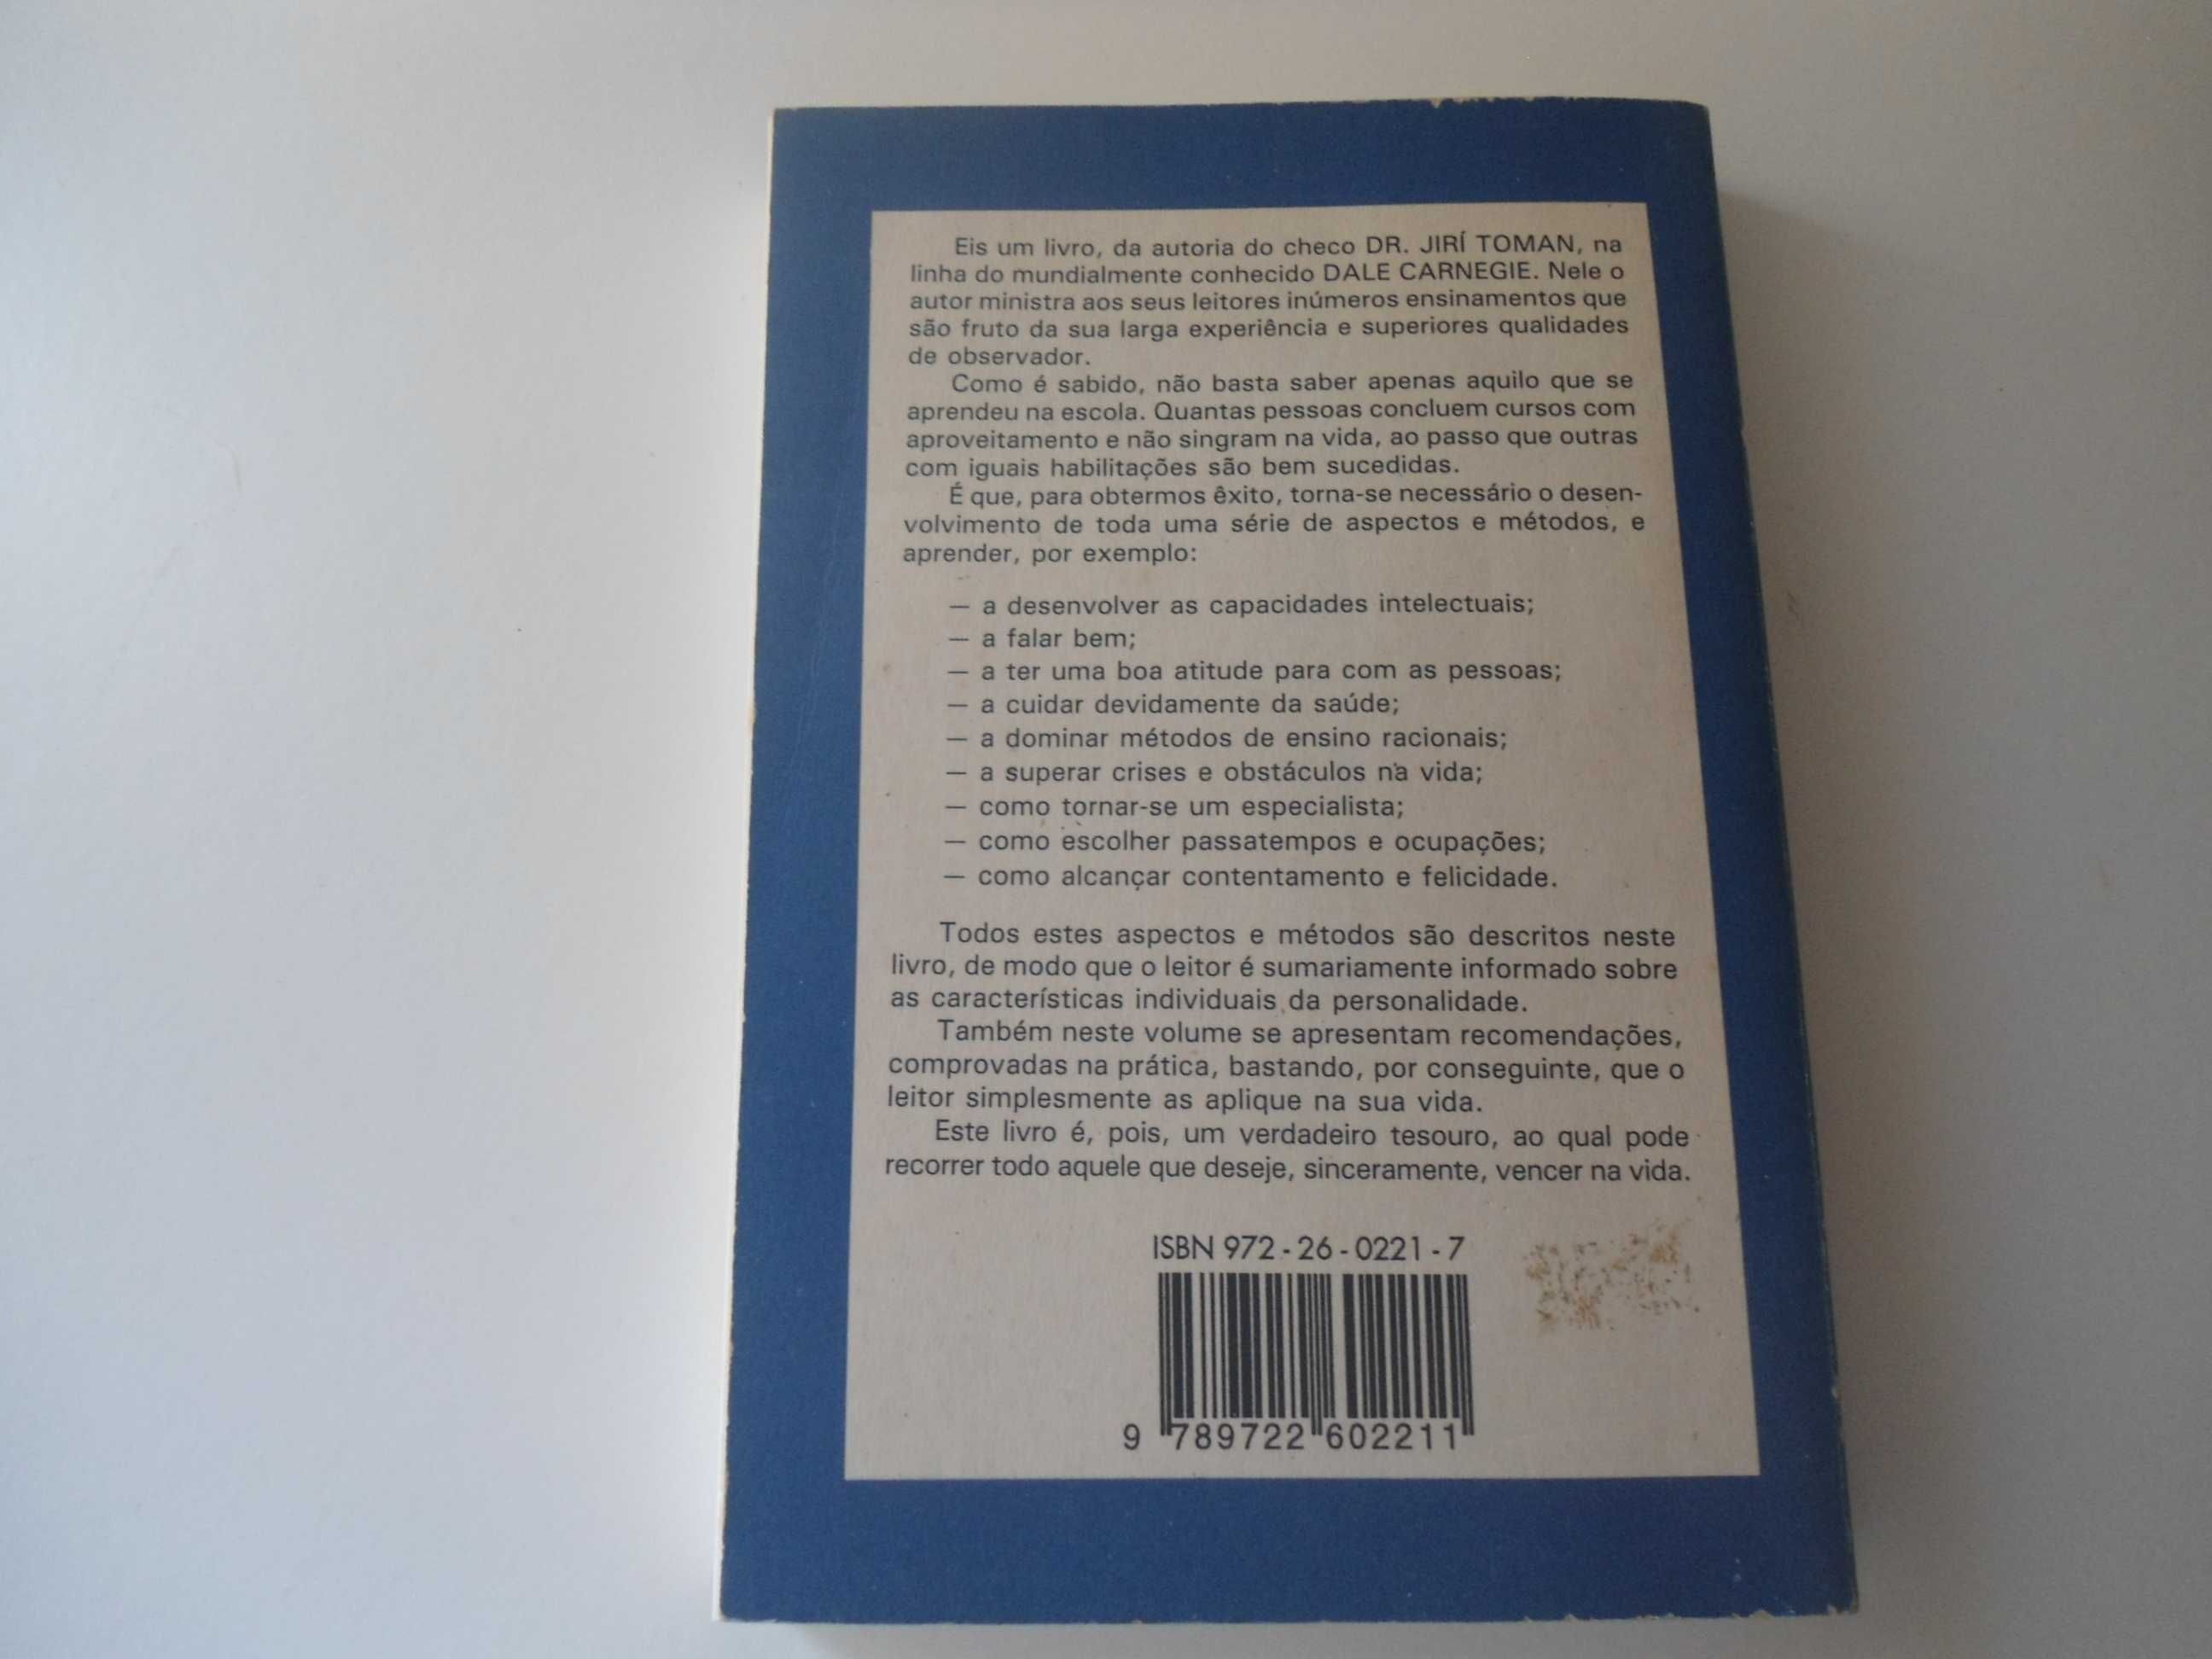 Eis um livro, da autoria do checo DR. JIRÍ TOMAN, na
linha do mundialmente conhecido DALE CARNEGIE. Nele o
autor ministra aos seus leitores inúmeros ensinamentos que
são fruto da sua larga experiência e superiores qualidades
de observador.
Como é sabido, não basta saber apenas aquilo que se
aprendeu na escola. Quantas pessoas concluem cursos com
aproveitamento e não singram na vida, ao passo que outras
com iguais habilitações são bem sucedidas.
É que, para obtermos êxito, torna-se necessário o desen-
volvimento de toda uma série de aspectos e métodos, e
aprender, por exemplo:
— a desenvolver as capacidades intelectuais;
— a falar bem;
— a ter uma boa atitude para com as pessoas;
— a cuidar devidamente da saúde;
— a dominar métodos de ensino racionais;
— a superar crises e obstáculos na vida;
— como tornar-se um especialista;
— como escolher passatempos e ocupações;
— como alcançar contentamento e felicidade.
Todos estes aspectos e métodos são descritos neste
livro, de modo que o leitor é sumariamente informado sobre
as características individuais da personalidade.
Também neste volume se apresentam recomendações,
comprovadas na prática, bastando, por conseguinte, que o
leitor simplesmente as aplique na sua vida.
Este livro é, pois, um verdadeiro tesouro, ao qual pode
recorrer todo aquele que deseje, sinceramente, vencer na vida.
ISBN 972-26-0221-7
9 789722 602211